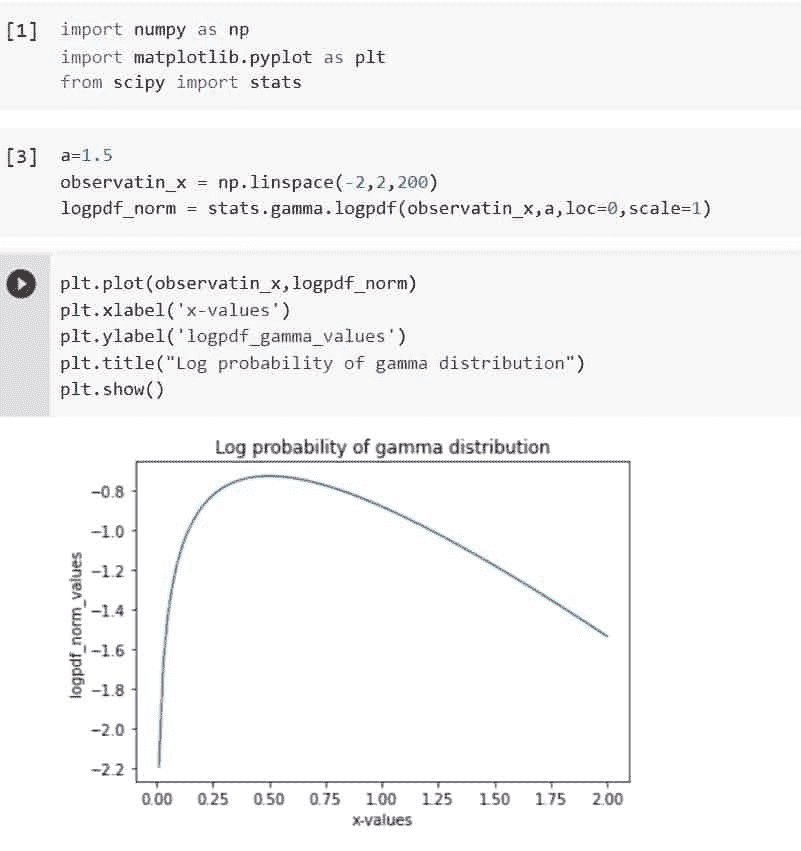 [1] import numpy as np
import matplotlib.pyplot as plt
from scipy import stats
[3] a=1.5
observatin_x = np.linspace(-2,2,200)
logpdf_norm = stats.gamma.logpdf(observatin_x,a,loc=0,scale=1)
plt.plot(observatin_x,logpdf_norm)
plt.xlabel('x-values')
plt.ylabel('logpdf_gamma_values')
plt.title("Log probability of gamma distribution")
plt.show()
Log probability of gamma distribution
logpdf_norm_values
−0.8
−1.0
−1.2
−1.4
−1.6
−1.8
−2.0
−2.2
0.00 0.25 0.50 0.75 1.00 1.25 1.50 1.75 2.00
x-values